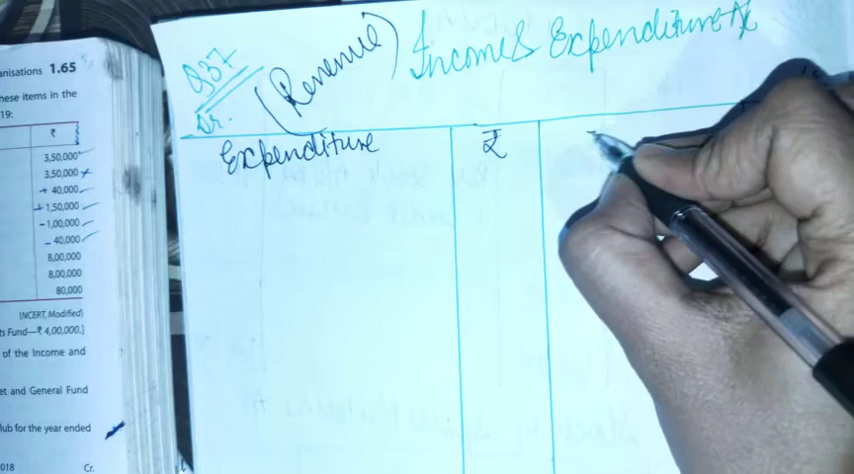 anisations 1.65
hese items in the
19:
₹
3,50,000
3,50,000
+ 40,000
+ 1,50,000
- 1,00,000
- 40,000
8,00,000
8,00,000
80,000
(NCERT, Modified)
ts Fund—₹ 4,00,000.]
of the Income and
et and General Fund
lub for the year ended
018 Cr.
Q37
(Revenue) Income & Expenditure A/c
Dr.
Expenditure ₹